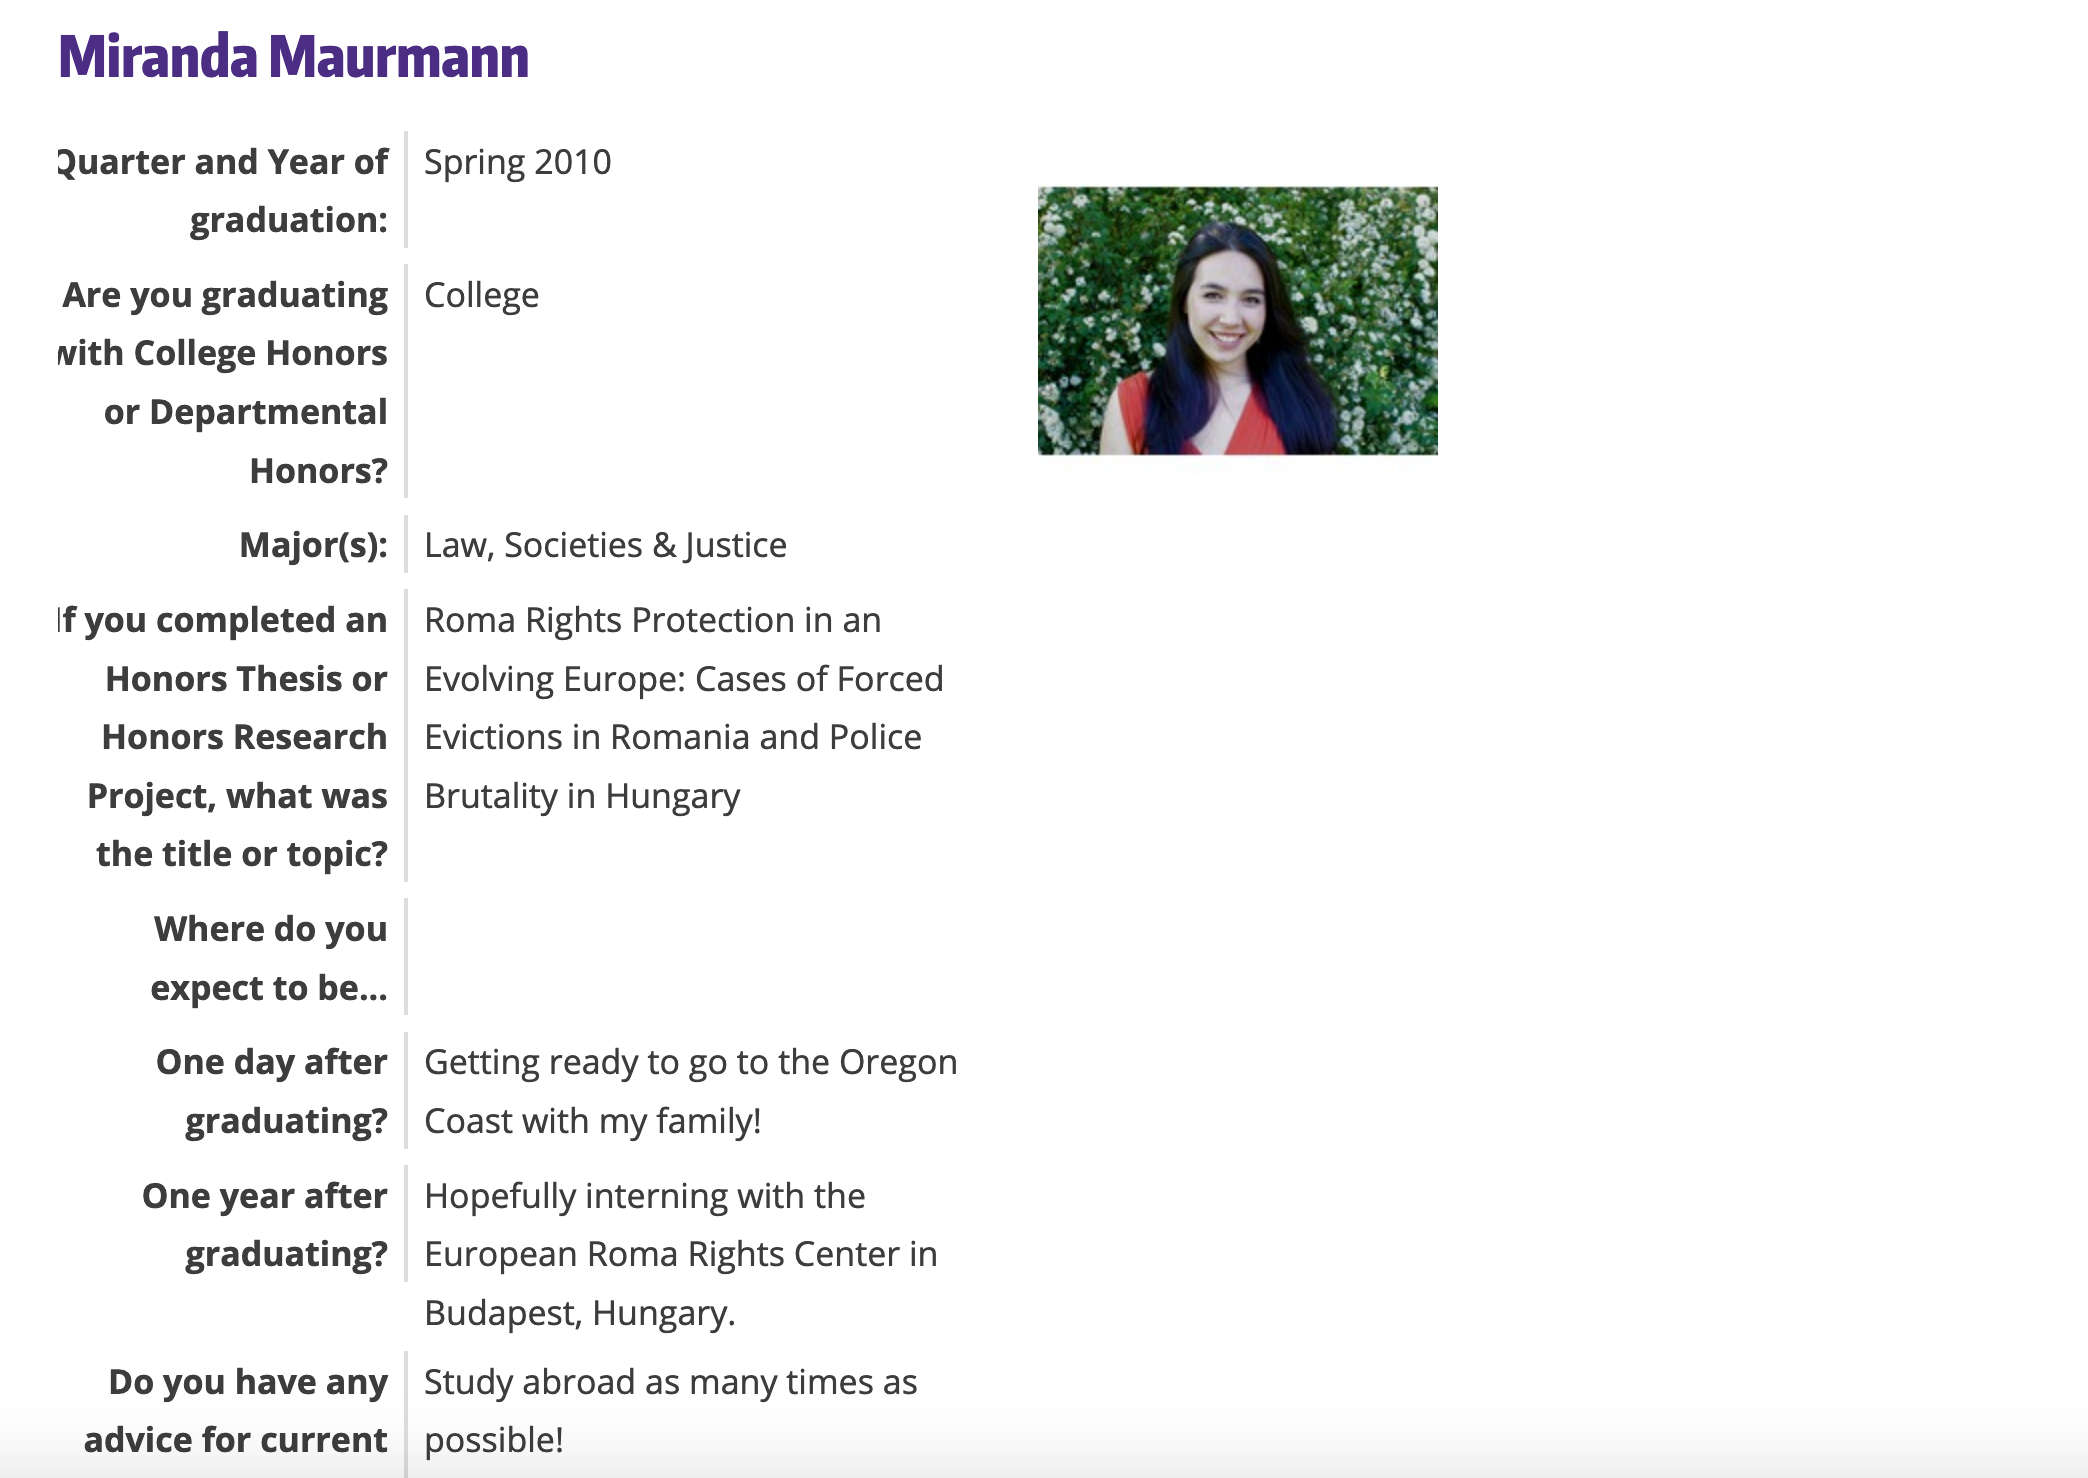 Miranda Maurmann
Quarter and Year of
graduation:
Spring 2010
Are you graduating
with College Honors
or Departmental
Honors?
College
Major(s):
Law, Societies & Justice
If you completed an
Honors Thesis or
Honors Research
Project, what was
the title or topic?
Roma Rights Protection in an
Evolving Europe: Cases of Forced
Evictions in Romania and Police
Brutality in Hungary
Where do you
expect to be...
One day after
graduating?
Getting ready to go to the Oregon
Coast with my family!
One year after
graduating?
Hopefully interning with the
European Roma Rights Center in
Budapest, Hungary.
Do you have any
advice for current
Study abroad as many times as
possible!